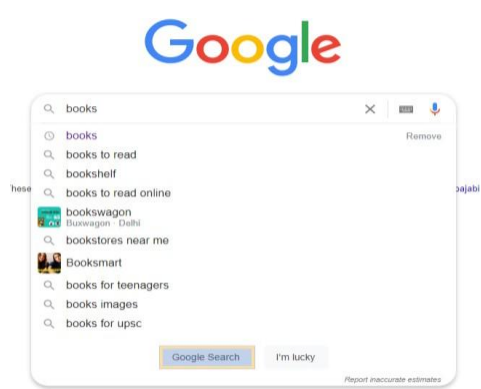 Google
books
books
Remove
books to read
bookshelf
books to read online
bookswagon
Buxwagon - Delhi
bookstores near me
Booksmart
books for teenagers
books images
books for upsc
Google Search
I'm lucky
Report inaccurate estimates